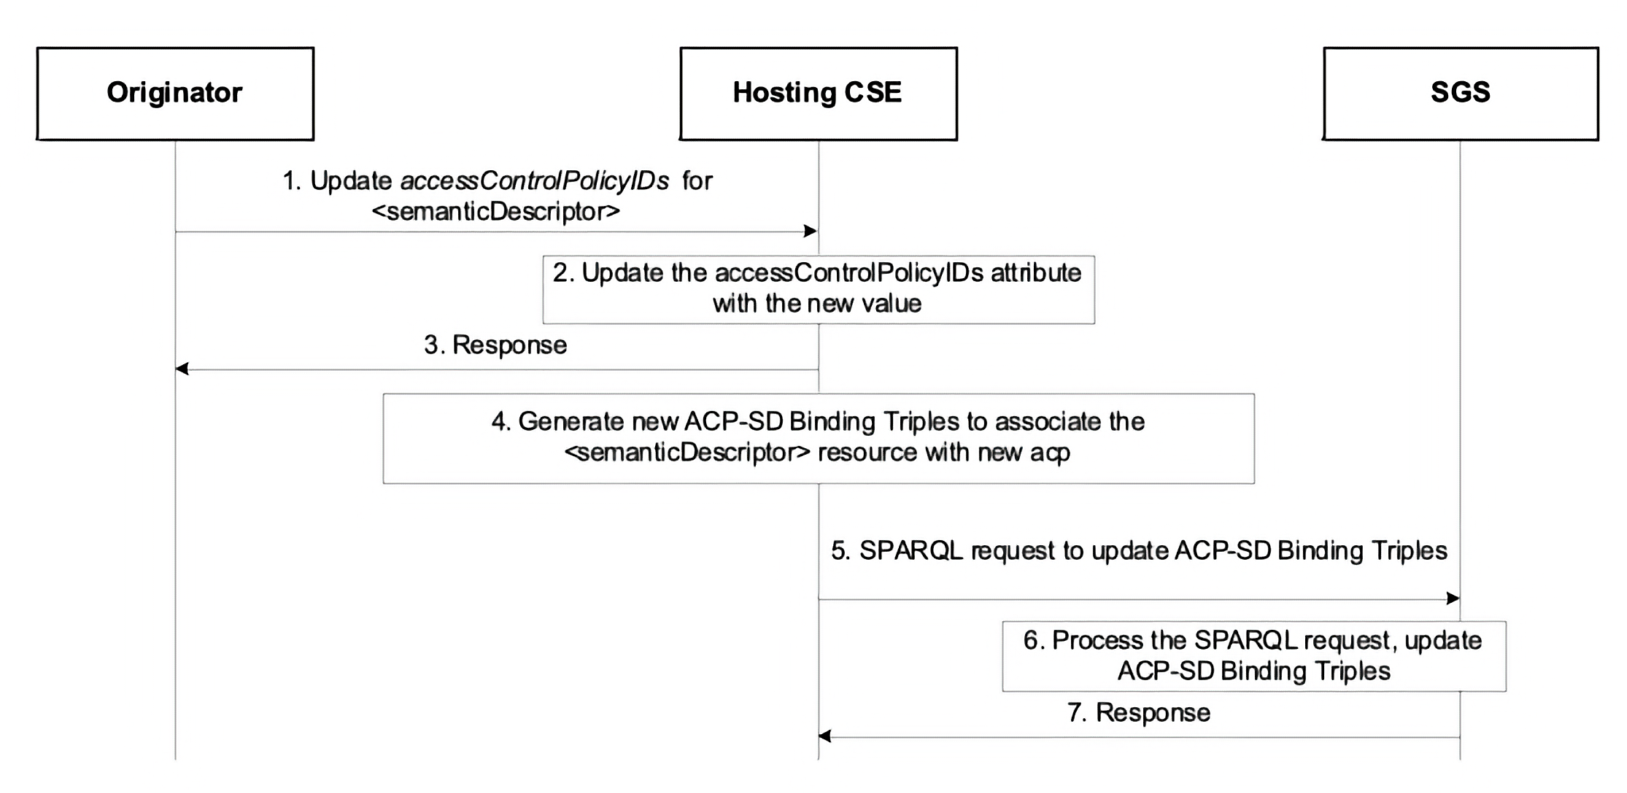 Originator
Hosting CSE
SGS
1. Update accessControlPolicyIDs for
<semanticDescriptor>
2. Update the accessControlPolicyIDs attribute
with the new value
3. Response
4. Generate new ACP-SD Binding Triples to associate the
<semanticDescriptor> resource with new acp
5. SPARQL request to update ACP-SD Binding Triples
6. Process the SPARQL request, update
ACP-SD Binding Triples
7. Response